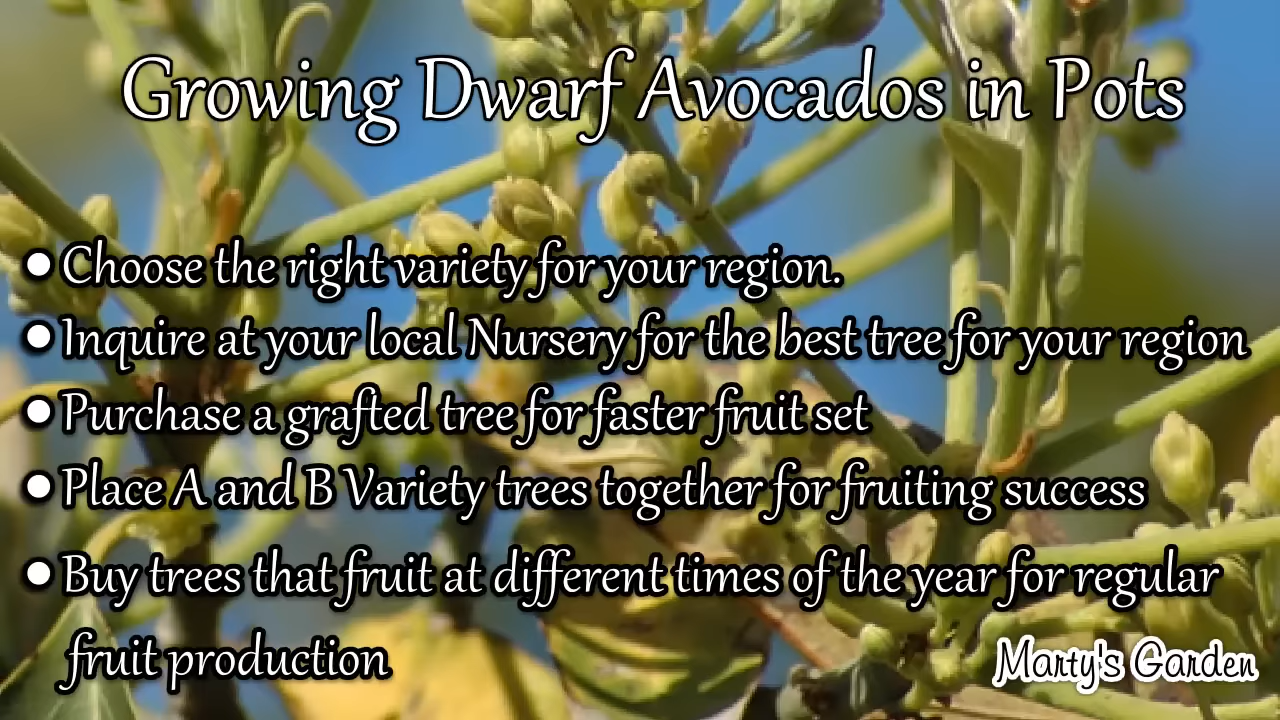 Growing Dwarf Avocados in Pots
• Choose the right variety for your region.
• Inquire at your local Nursery for the best tree for your region
• Purchase a grafted tree for faster fruit set
• Place A and B Variety trees together for fruiting success
• Buy trees that fruit at different times of the year for regular
fruit production
Marty's Garden